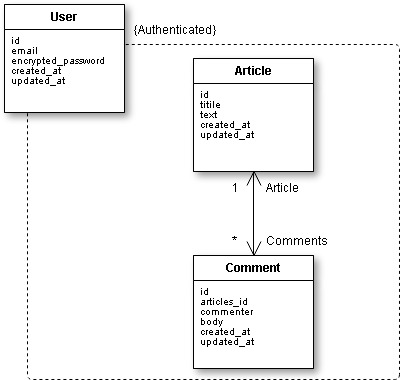 User
id
email
encrypted_password
created_at
updated_at
{Authenticated}
Article
id
titile
text
created_at
updated_at
1 Article
* Comments
Comment
id
articles_id
commenter
body
created_at
updated_at